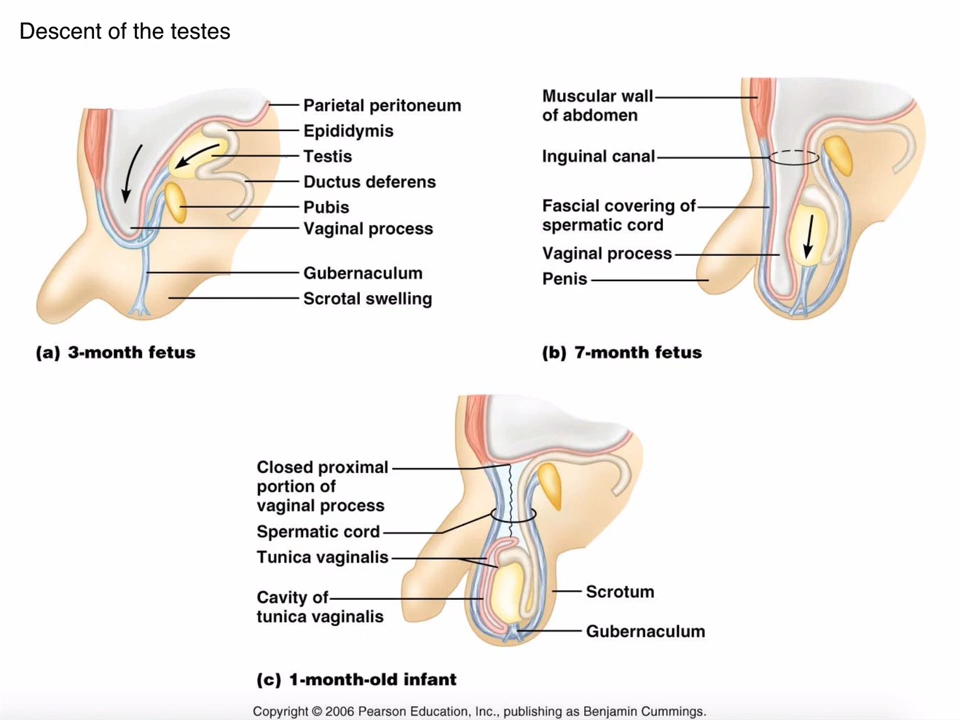 Descent of the testes
Parietal peritoneum
Epididymis
Testis
Ductus deferens
Pubis
Vaginal process
Gubernaculum
Scrotal swelling
(a) 3-month fetus
Muscular wall
of abdomen
Inguinal canal
Fascial covering of
spermatic cord
Vaginal process
Penis
(b) 7-month fetus
Closed proximal
portion of
vaginal process
Spermatic cord
Tunica vaginalis
Cavity of
tunica vaginalis
Scrotum
Gubernaculum
(c) 1-month-old infant
Copyright © 2006 Pearson Education, Inc., publishing as Benjamin Cummings.